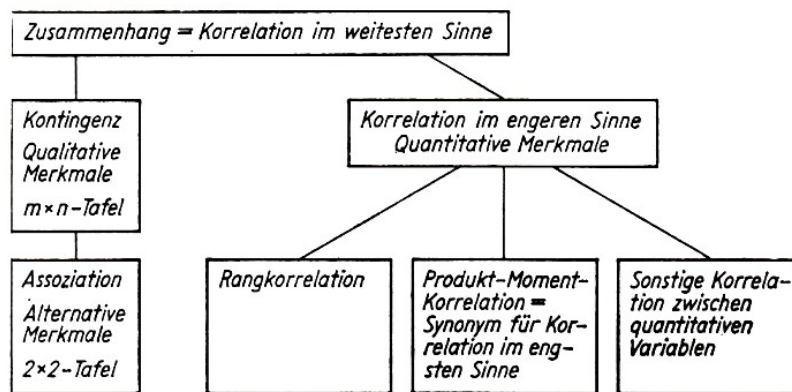 Zusammenhang = Korrelation im weitesten Sinne
Kontingenz
Qualitative
Merkmale
m×n-Tafel
Korrelation im engeren Sinne
Quantitative Merkmale
Assoziation
Alternative
Merkmale
2×2-Tafel
Rangkorrelation
Produkt-Moment-
Korrelation =
Synonym für Kor-
relation im eng-
sten Sinne
Sonstige Korrela-
tion zwischen
quantitativen
Variablen